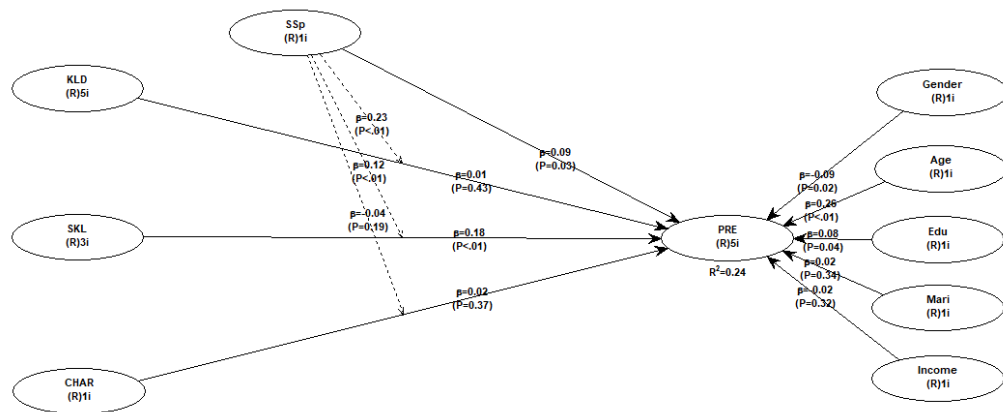 SSp
(R)1i
KLD
(R)5i
Gender
(R)1i
β=0.23
(P<.01)
β=0.09
(P=0.03)
Age
(R)1i
β=0.12
(P<.01)
β=0.01
(P=0.43)
β=-0.09
(P=0.02)
β=0.26
(P<.01)
SKL
(R)3i
β=-0.04
(P=0.19)
β=0.18
(P<.01)
PRE
(R)5i
R²=0.24
β=0.08
(P=0.04)
Edu
(R)1i
β=0.02
(P=0.34)
β=0.02
(P=0.37)
β=-0.02
(P=0.32)
Mari
(R)1i
CHAR
(R)1i
Income
(R)1i